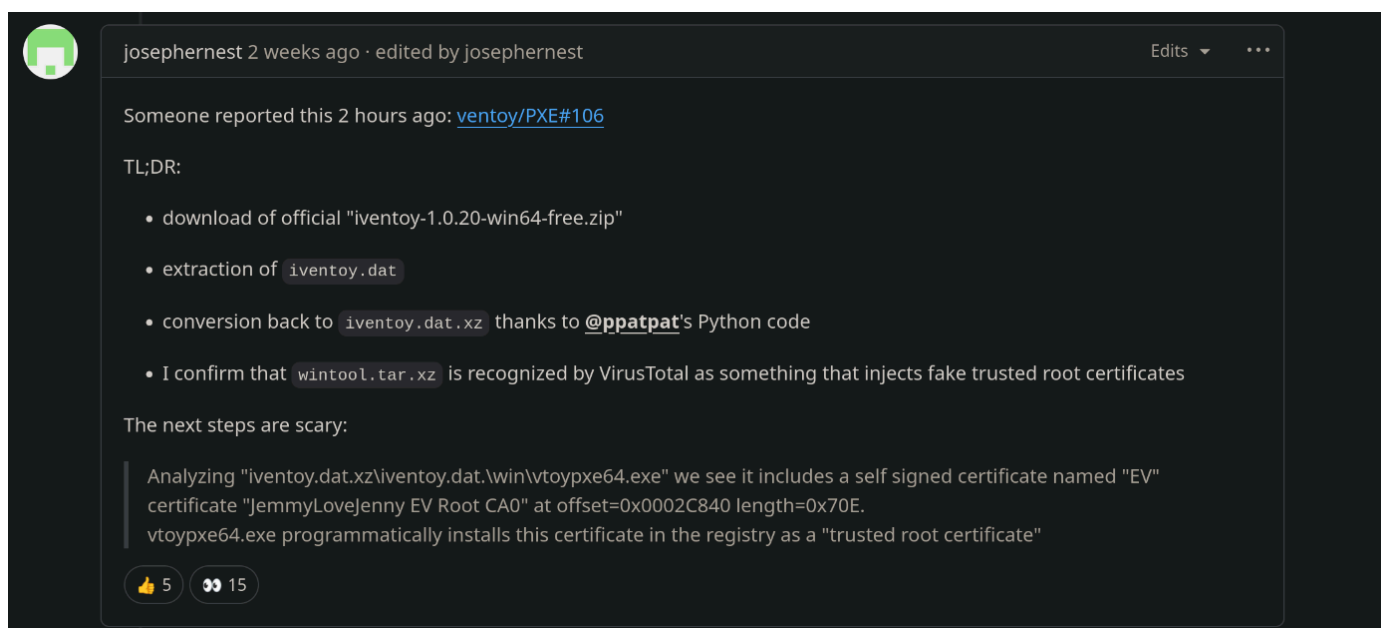 josephernest 2 weeks ago · edited by josephernest
Edits
Someone reported this 2 hours ago: ventoy/PXE#106
TL;DR:
• download of official "iventoy-1.0.20-win64-free.zip"
• extraction of iventoy.dat
• conversion back to iventoy.dat.xz thanks to @ppatpat's Python code
• I confirm that wintool.tar.xz is recognized by VirusTotal as something that injects fake trusted root certificates
The next steps are scary:
Analyzing "iventoy.dat.xz\iventoy.dat.\win\vtoypxe64.exe" we see it includes a self signed certificate named "EV"
certificate "JemmyLoveJenny EV Root CA0" at offset=0x0002C840 length=0x70E.
vtoypxe64.exe programmatically installs this certificate in the registry as a "trusted root certificate"
👍 5 👀 15